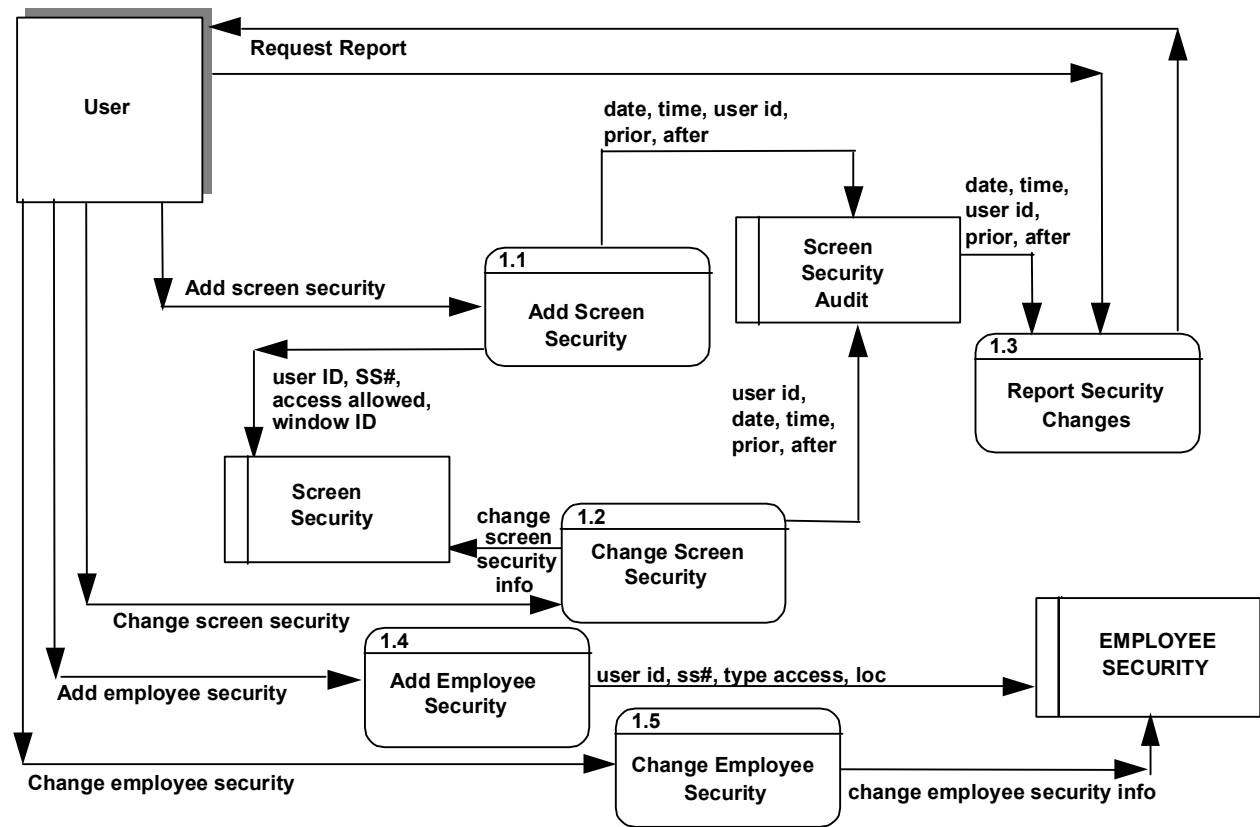 Request Report
User
date, time, user id,
prior, after
date, time,
user id,
prior, after
Screen
Security
Audit
1.1
Add Screen
Security
Add screen security
1.3
Report Security
Changes
user ID, SS#,
access allowed,
window ID
user id,
date, time,
prior, after
Screen
Security
change
screen
security
info
1.2
Change Screen
Security
Change screen security
1.4
Add Employee
Security
EMPLOYEE
SECURITY
user id, ss#, type access, loc
Add employee security
1.5
Change Employee
Security
Change employee security
change employee security info